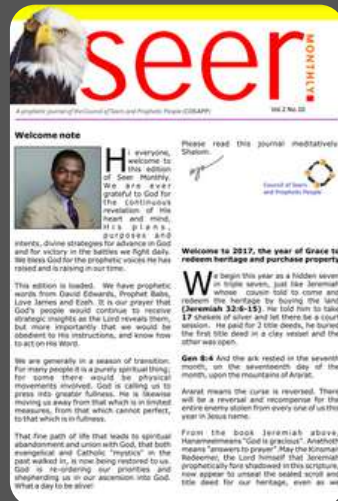 seer
MONTHLY
A prophetic journal of the Council of Seers and Prophetic People (COSAPP)
Vol.2 No. 10
Welcome note
Hi everyone,
welcome to
this edition
of Seer Monthly.
We are ever
grateful to God for
the continuous
revelation of His
heart and mind,
His plans,
purposes and
intents, divine strategies for advance in God
and for victory in the battles we fight daily.
We bless God for the prophetic voices He has
raised and is raising in our time.
This edition is loaded. We have prophetic
words from David Edwards, Prophet Babs,
Love James and Ezeh. It is our prayer that
God's people would continue to receive
strategic insights as the Lord reveals them,
but more importantly that we would be
obedient to His instructions, and know how
to act on His Word.
We are generally in a season of transition.
For many people it is a purely spiritual thing;
for some there would be physical
movements involved. God is calling us to
press into greater fullness. He is likewise
moving us away from that which is in limited
measures, from that which cannot perfect,
to that which is in fullness.
That fine path of life that leads to spiritual
abandonment and union with God, that both
evangelical and Catholic "mystics" in the
past walked in, is now being restored to us.
God is re-ordering our priorities and
shepherding us in our ascension into God.
What a day to be alive!
Please read this journal meditatively.
Shalom.
Council of Seers
and Prophetic People
Welcome to 2017, the year of Grace to
redeem heritage and purchase property
We begin this year as a hidden seven
in triple seven, just like Jeremiah
whose cousin told to come and
redeem the heritage by buying the land
(Jeremiah 32:6-15). He told him to take
17 shekels of silver and let there be a court
session. He paid for 2 title deeds, he buried
the first title deed in a clay vessel and the
other was open.
Gen 8:4 And the ark rested in the seventh
month, on the seventeenth day of the
month, upon the mountains of Ararat.
Ararat means the curse is reversed. There
will be a reversal and recompense for the
entire enemy stolen from every one of us this
year in Jesus name.
From the book Jeremiah above,
Hanameelmeans "God is gracious". Anathoth
means "answers to prayer". May the Kinsman
Redeemer, the Lord himself that Jeremiah
prophetically fore shadowed in this scripture,
now appear to unseal the sealed scroll and
title deed for our heritage, even as we